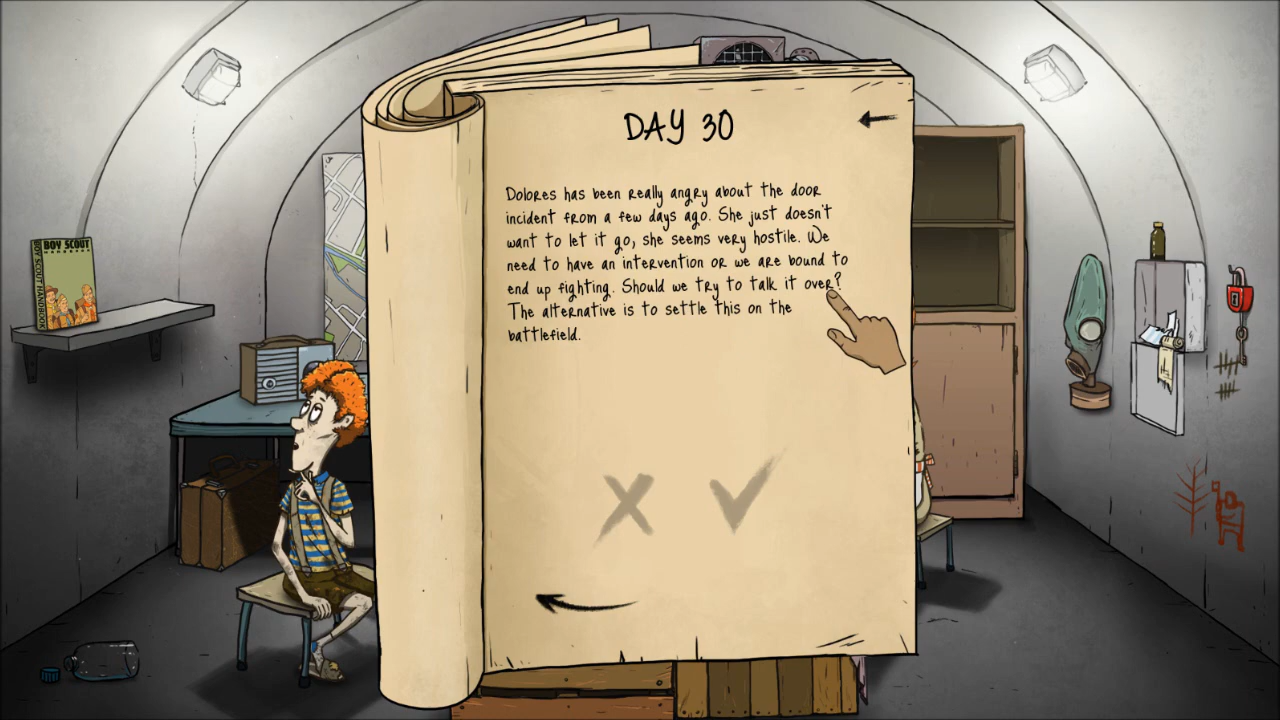 DAY 30
Dolores has been really angry about the door
incident from a few days ago. She just doesn't
want to let it go, she seems very hostile. We
need to have an intervention or we are bound to
end up fighting. Should we try to talk it over?
The alternative is to settle this on the
battlefield.
BOY SCOUT
HANDBOOK
BOY SCOUT HANDBOOK